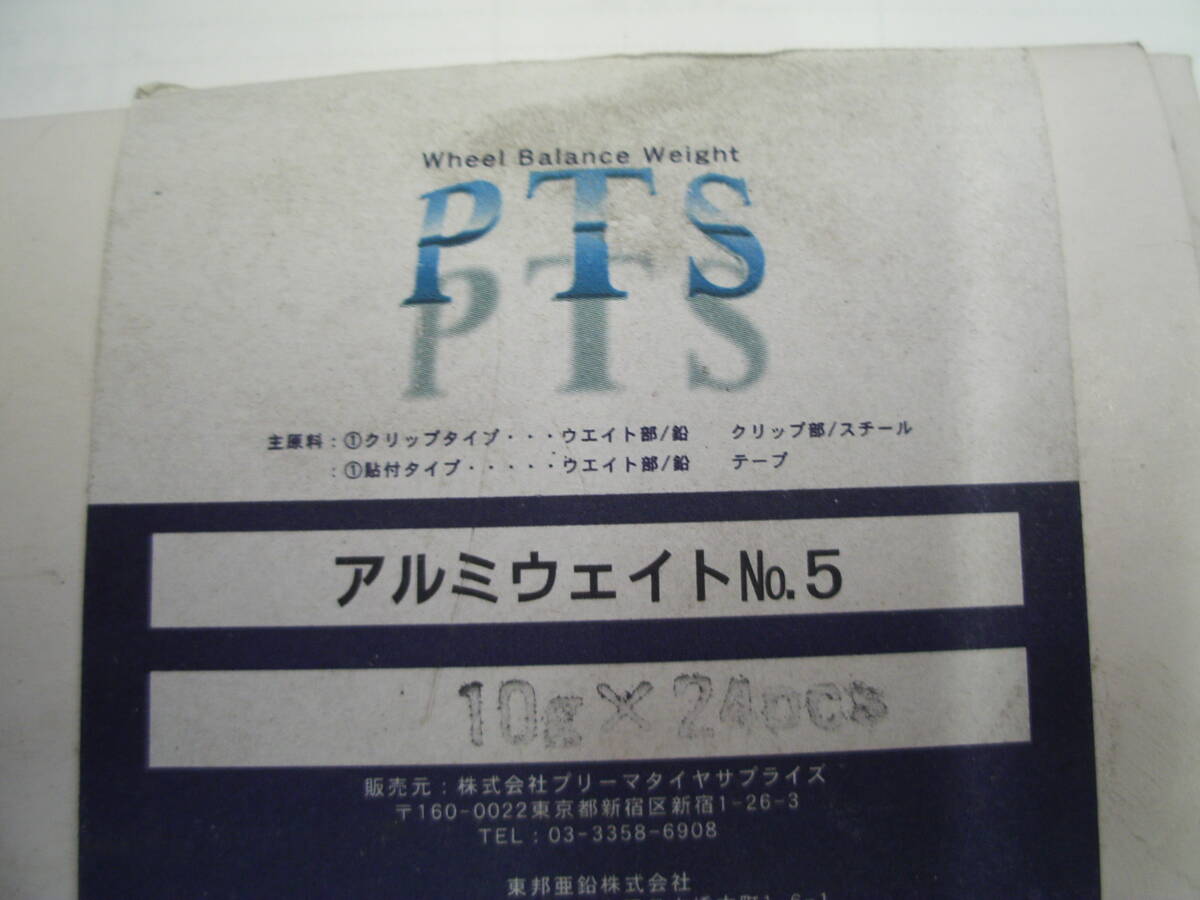 Wheel Balance Weight
PTS
PTS
主原料:①クリップタイプ・・・ウエイト部/鉛 クリップ部/スチール
:①貼付タイプ・・・・・ウエイト部/鉛 テープ
アルミウェイトNo.5
10g×24pcs
販売元:株式会社プリーマタイヤサプライズ
〒160-0022東京都新宿区新宿1-26-3
TEL:03-3358-6908
東邦亜鉛株式会社